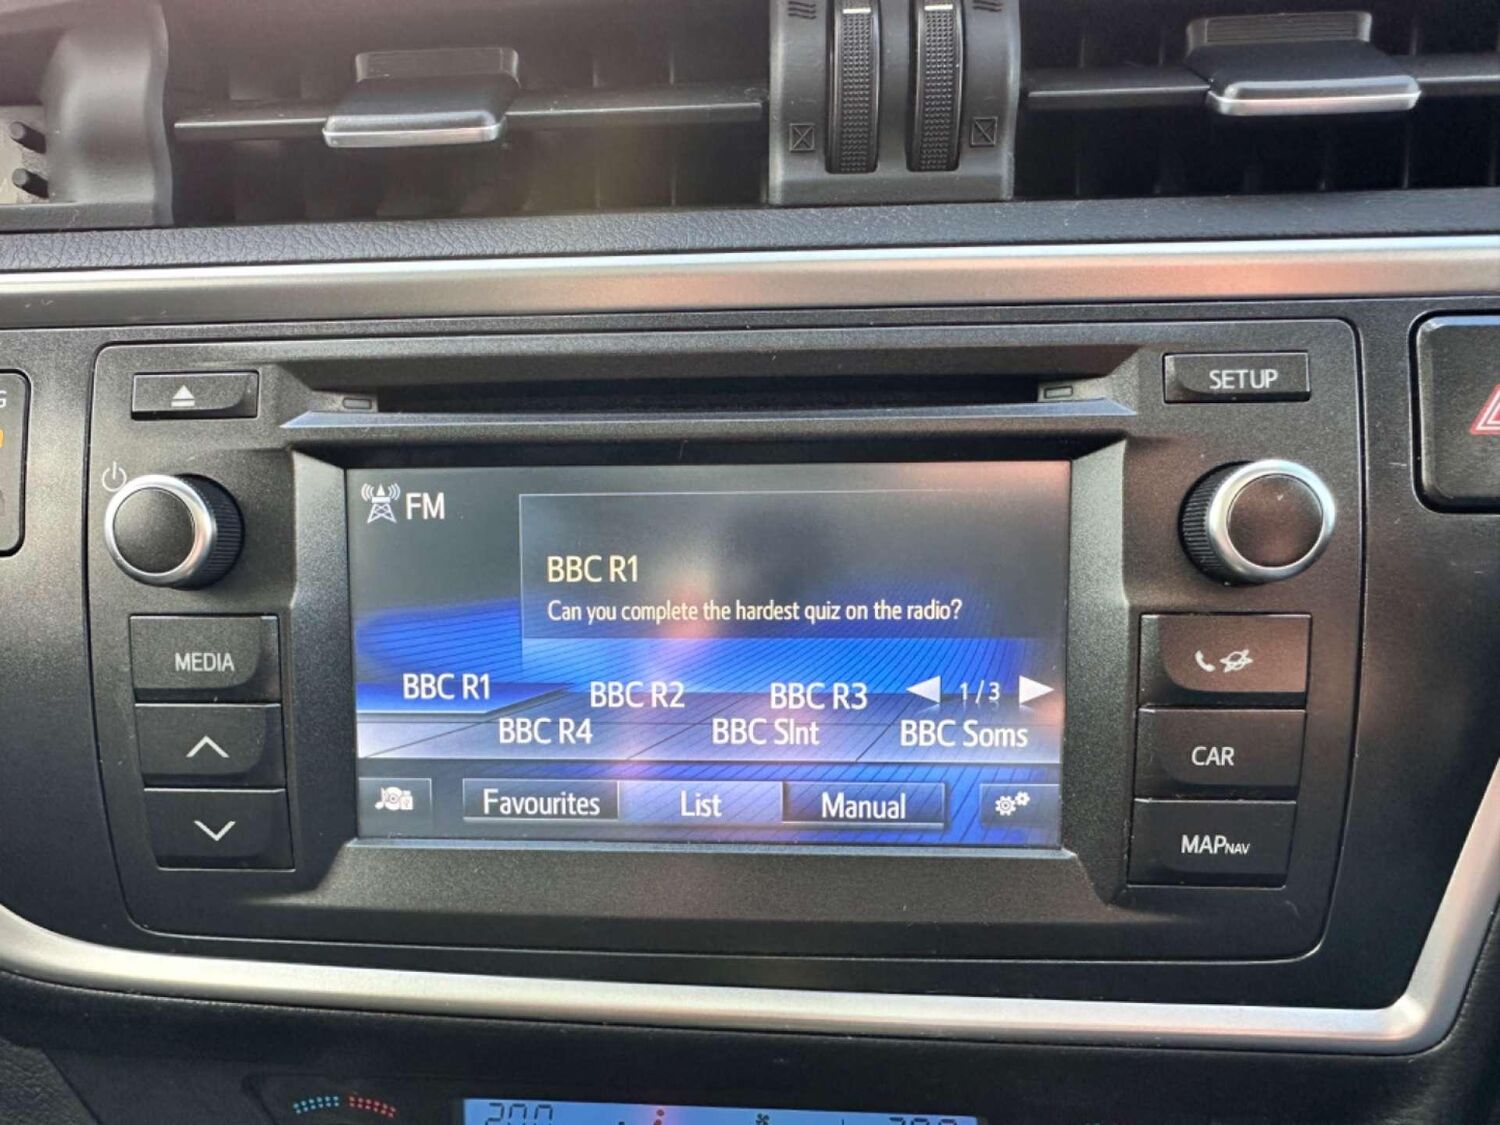 SETUP
FM
BBC R1
Can you complete the hardest quiz on the radio?
MEDIA
BBC R1 BBC R2 BBC R3 1/3
BBC R4 BBC Slnt BBC Soms
CAR
Favourites List Manual
MAPNAV